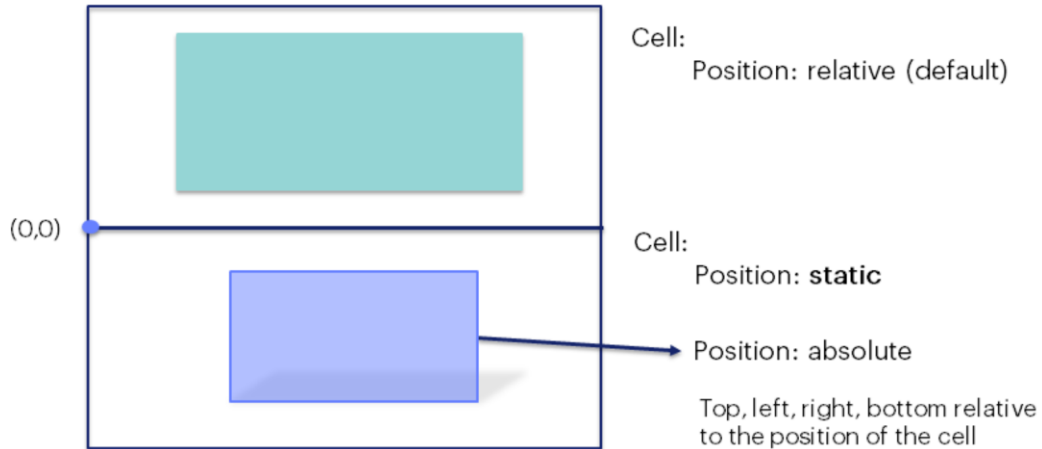 Cell:
Position: relative (default)
(0,0)
Cell:
Position: static
Position: absolute
Top, left, right, bottom relative
to the position of the cell